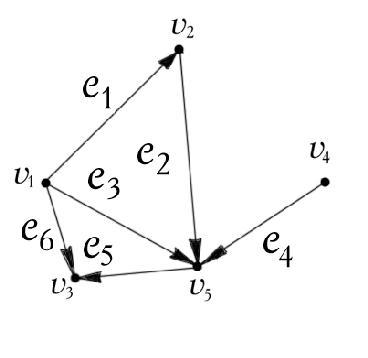 v₂
e₁
e₂
v₄
v₁
e₃
e₆
e₅
e₄
v₃
v₅